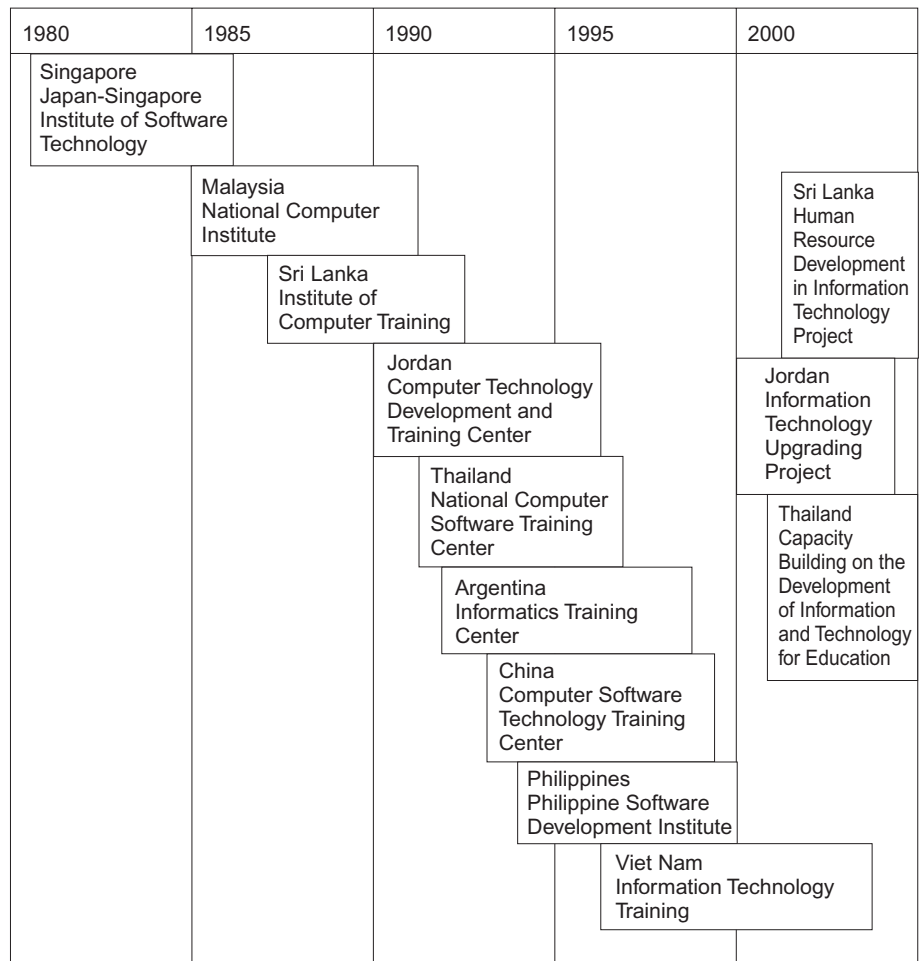 1980 1985 1990 1995 2000
Singapore
Japan-Singapore
Institute of Software
Technology
Malaysia
National Computer
Institute
Sri Lanka
Institute of
Computer Training
Jordan
Computer Technology
Development and
Training Center
Thailand
National Computer
Software Training
Center
Argentina
Informatics Training
Center
China
Computer Software
Technology Training
Center
Philippines
Philippine Software
Development Institute
Viet Nam
Information Technology
Training
Sri Lanka
Human
Resource
Development
in Information
Technology
Project
Jordan
Information
Technology
Upgrading
Project
Thailand
Capacity
Building on the
Development
of Information
and Technology
for Education